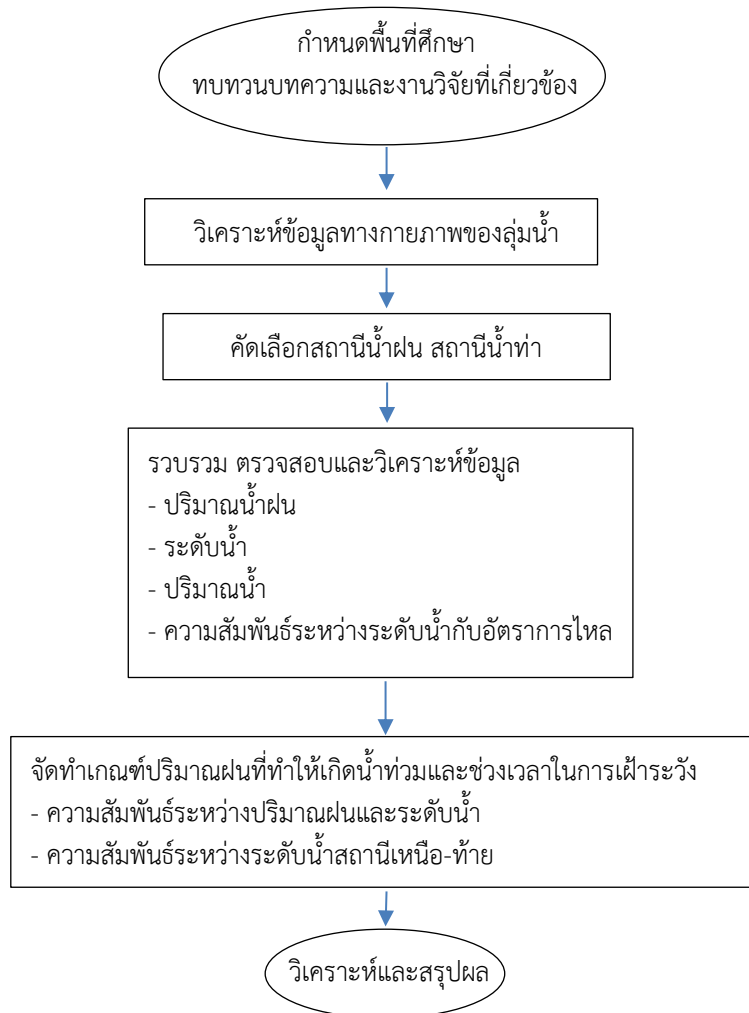 กำหนดพื้นที่ศึกษา
ทบทวนบทความและงานวิจัยที่เกี่ยวข้อง
วิเคราะห์ข้อมูลทางกายภาพของลุ่มน้ำ
คัดเลือกสถานีน้ำฝน สถานีน้ำท่า
รวบรวม ตรวจสอบและวิเคราะห์ข้อมูล
- ปริมาณน้ำฝน
- ระดับน้ำ
- ปริมาณน้ำ
- ความสัมพันธ์ระหว่างระดับน้ำกับอัตราการไหล
จัดทำเกณฑ์ปริมาณฝนที่ทำให้เกิดน้ำท่วมและช่วงเวลาในการเฝ้าระวัง
- ความสัมพันธ์ระหว่างปริมาณฝนและระดับน้ำ
- ความสัมพันธ์ระหว่างระดับน้ำสถานีเหนือ-ท้าย
วิเคราะห์และสรุปผล